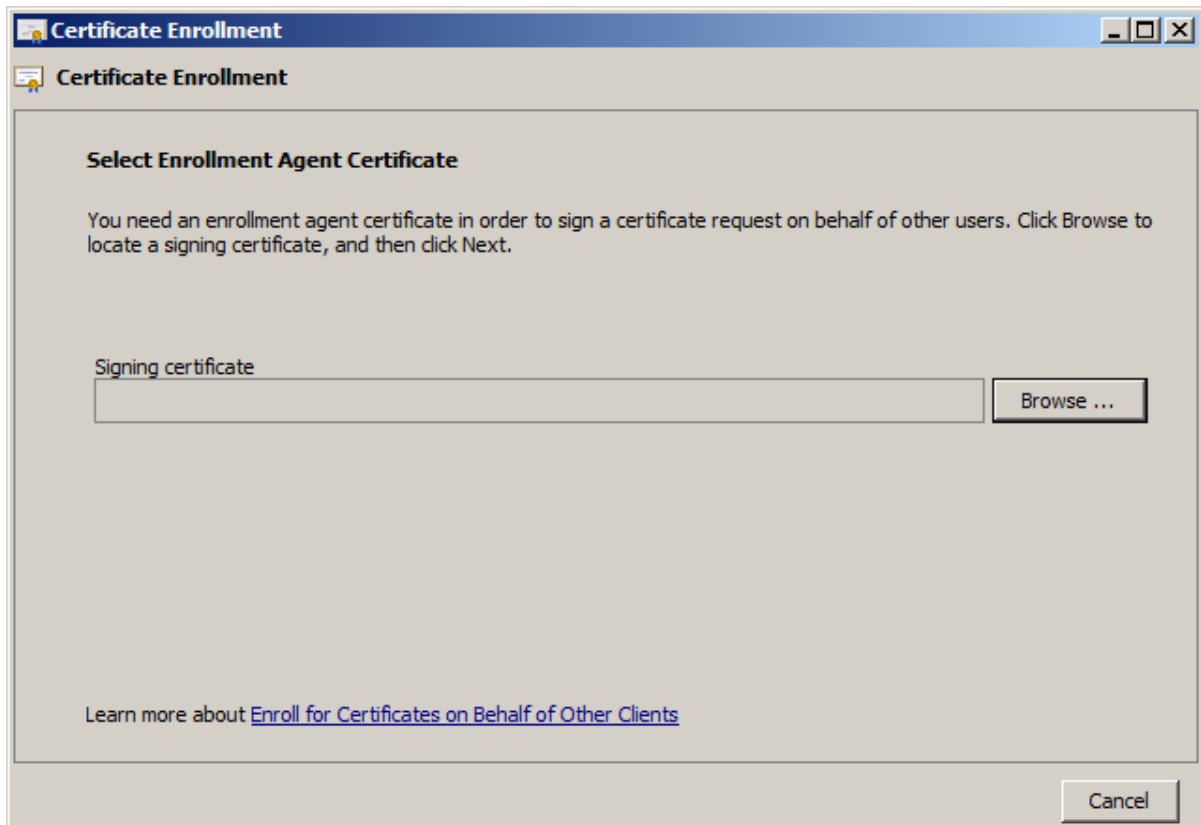 Certificate Enrollment
Certificate Enrollment
Select Enrollment Agent Certificate
You need an enrollment agent certificate in order to sign a certificate request on behalf of other users. Click Browse to
locate a signing certificate, and then click Next.
Signing certificate
Browse ...
Learn more about Enroll for Certificates on Behalf of Other Clients
Cancel